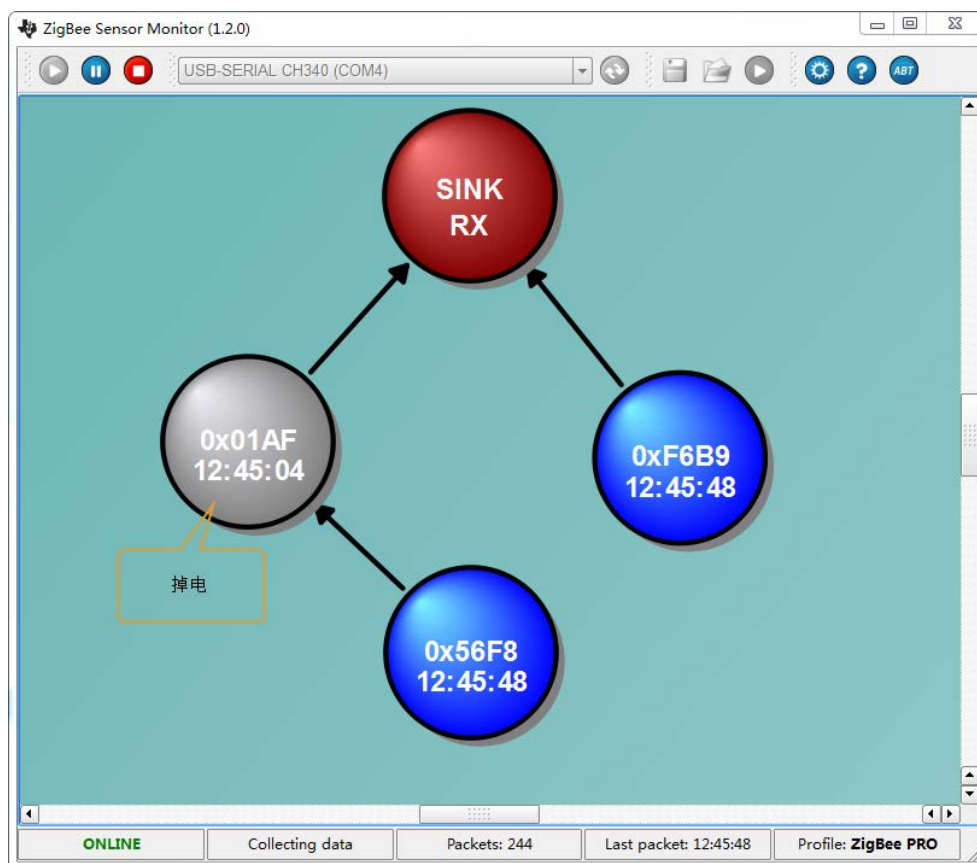 ZigBee Sensor Monitor (1.2.0)
USB-SERIAL CH340 (COM4)
ABT
SINK
RX
0x01AF
12:45:04
0xF6B9
12:45:48
掉电
0x56F8
12:45:48
ONLINE
Collecting data
Packets: 244
Last packet: 12:45:48
Profile: ZigBee PRO